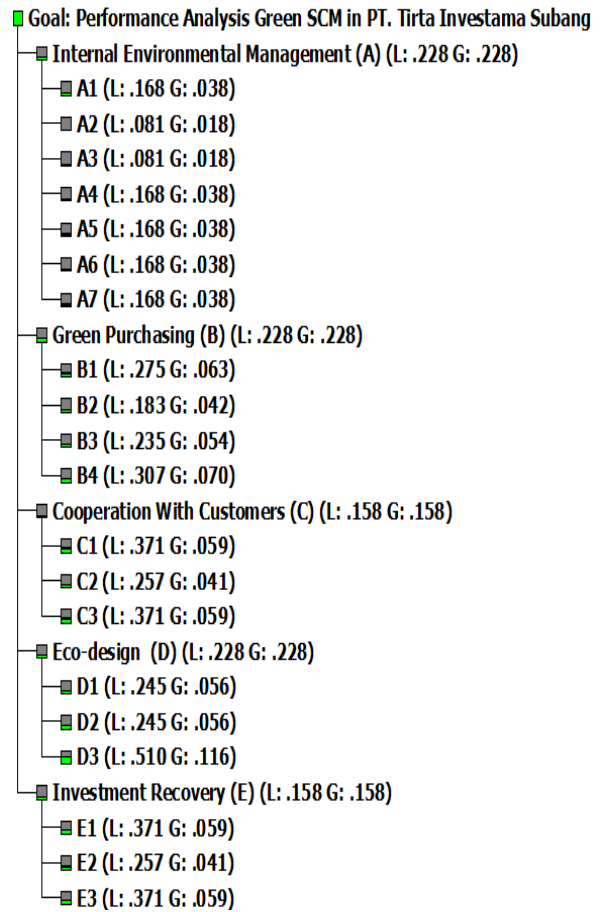 Goal: Performance Analysis Green SCM in PT. Tirta Investama Subang
Internal Environmental Management (A) (L: .228 G: .228)
A1 (L: .168 G: .038)
A2 (L: .081 G: .018)
A3 (L: .081 G: .018)
A4 (L: .168 G: .038)
A5 (L: .168 G: .038)
A6 (L: .168 G: .038)
A7 (L: .168 G: .038)
Green Purchasing (B) (L: .228 G: .228)
B1 (L: .275 G: .063)
B2 (L: .183 G: .042)
B3 (L: .235 G: .054)
B4 (L: .307 G: .070)
Cooperation With Customers (C) (L: .158 G: .158)
C1 (L: .371 G: .059)
C2 (L: .257 G: .041)
C3 (L: .371 G: .059)
Eco-design (D) (L: .228 G: .228)
D1 (L: .245 G: .056)
D2 (L: .245 G: .056)
D3 (L: .510 G: .116)
Investment Recovery (E) (L: .158 G: .158)
E1 (L: .371 G: .059)
E2 (L: .257 G: .041)
E3 (L: .371 G: .059)